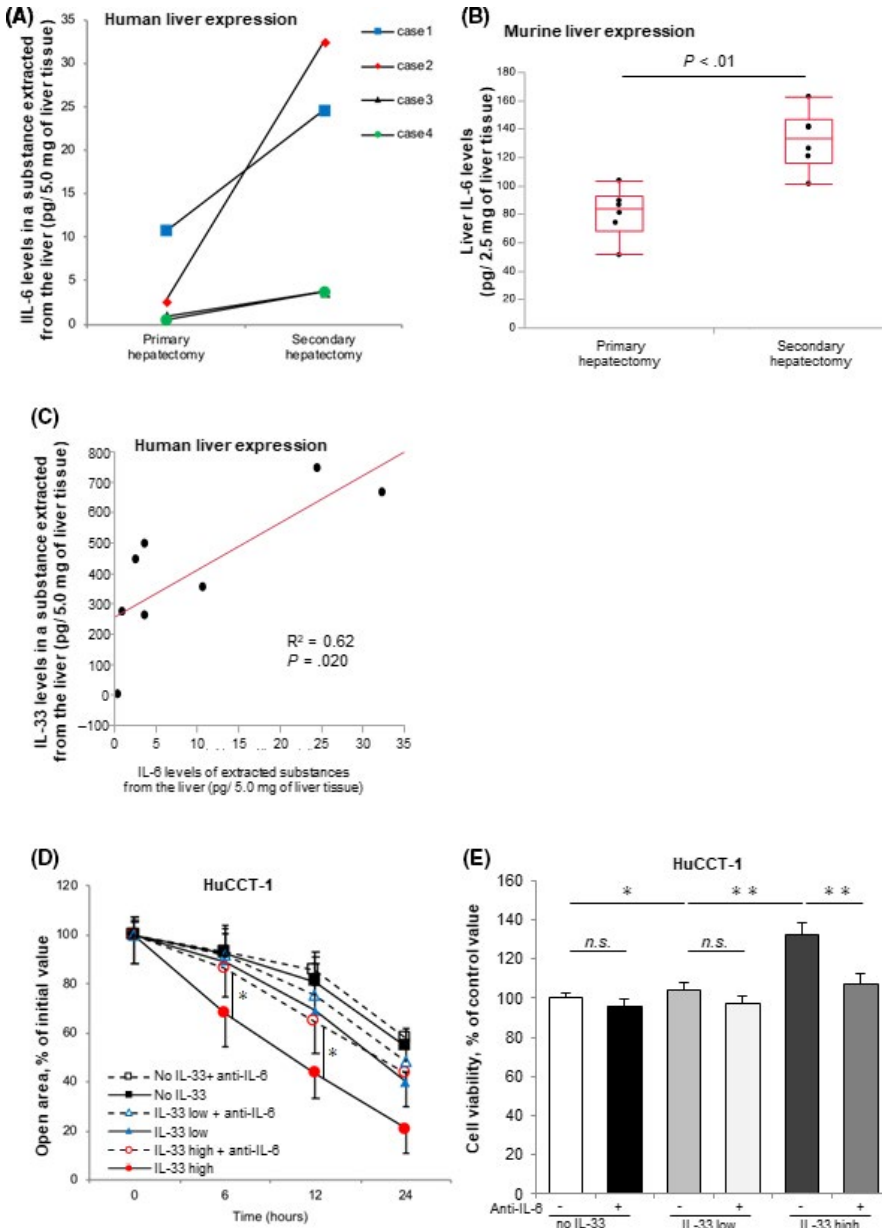 (A)
Human liver expression
IIL-6 levels in a substance extracted
from the liver (pg/ 5.0 mg of liver tissue)
35
30
25
20
15
10
5
0
case1
case2
case3
case4
Primary
hepatectomy
Secondary
hepatectomy
(B)
Murine liver expression
P < .01
Liver IL-6 levels
(pg/ 2.5 mg of liver tissue)
180
160
140
120
100
80
60
40
20
0
Primary
hepatectomy
Secondary
hepatectomy
(C)
Human liver expression
IL-33 levels in a substance extracted
from the liver (pg/ 5.0 mg of liver tissue)
800
700
600
500
400
300
200
100
0
–100
R² = 0.62
P = .020
0 5 10 15 20 25 30 35
IL-6 levels of extracted substances
from the liver (pg/ 5.0 mg of liver tissue)
(D)
HuCCT-1
Open area, % of initial value
120
100
80
60
40
20
0
*
*
No IL-33+ anti-IL-6
No IL-33
IL-33 low + anti-IL-6
IL-33 low
IL-33 high + anti-IL-6
IL-33 high
0 6 12 24
Time (hours)
(E)
HuCCT-1
Cell viability, % of control value
160
140
120
100
80
60
40
20
0
* ** **
n.s. n.s.
Anti-IL-6 - + - + - +
no IL-33 IL-33 low IL-33 high